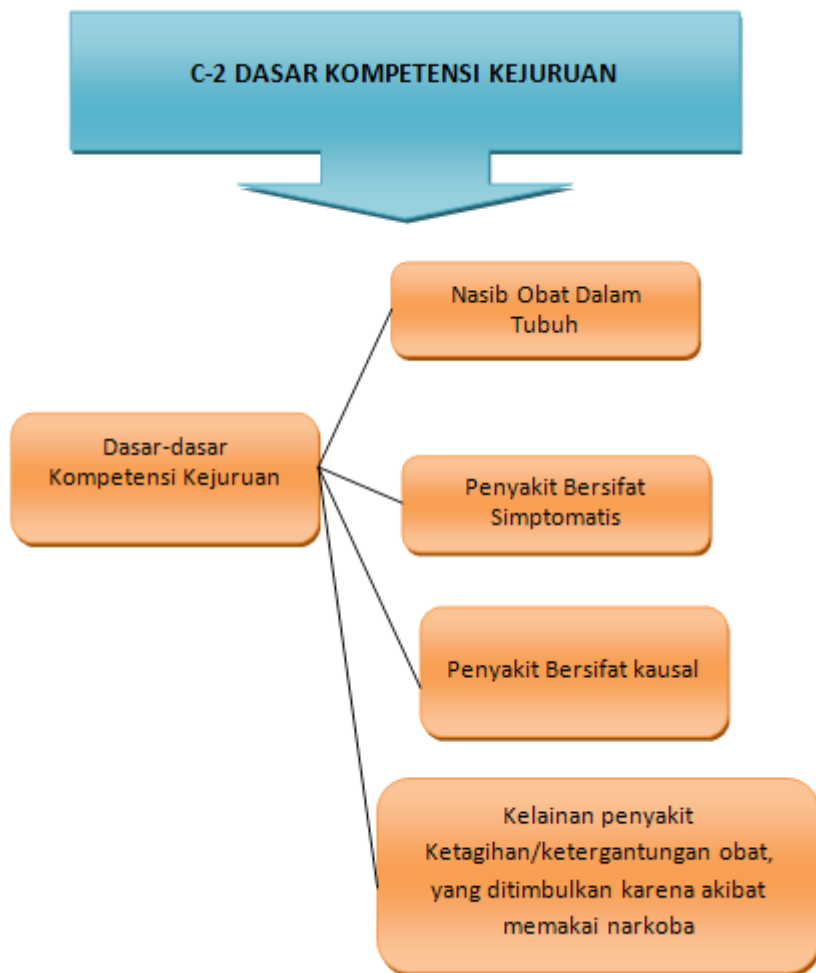 C-2 DASAR KOMPETENSI KEJURUAN
Nasib Obat Dalam
Tubuh
Dasar-dasar
Kompetensi Kejuruan
Penyakit Bersifat
Simptomatis
Penyakit Bersifat kausal
Kelainan penyakit
Ketagihan/ketergantungan obat,
yang ditimbulkan karena akibat
memakai narkoba